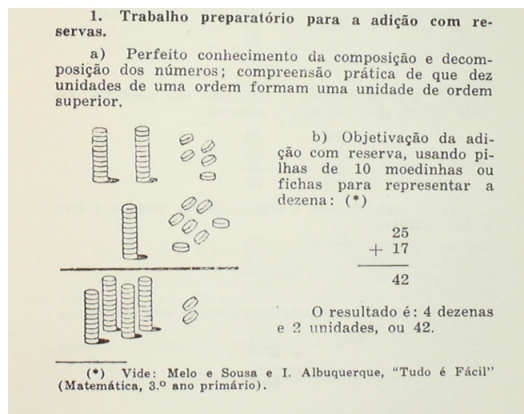 1. Trabalho preparatório para a adição com re-
servas.
a) Perfeito conhecimento da composição e decom-
posição dos números; compreensão prática de que dez
unidades de uma ordem formam uma unidade de ordem
superior.
b) Objetivação da adi-
ção com reserva, usando pi-
lhas de 10 moedinhas ou
fichas para representar a
dezena: (*)
25
+ 17
42
O resultado é: 4 dezenas
e 2 unidades, ou 42.
(*) Vide: Melo e Sousa e I. Albuquerque, "Tudo é Fácil"
(Matemática, 3.º ano primário).